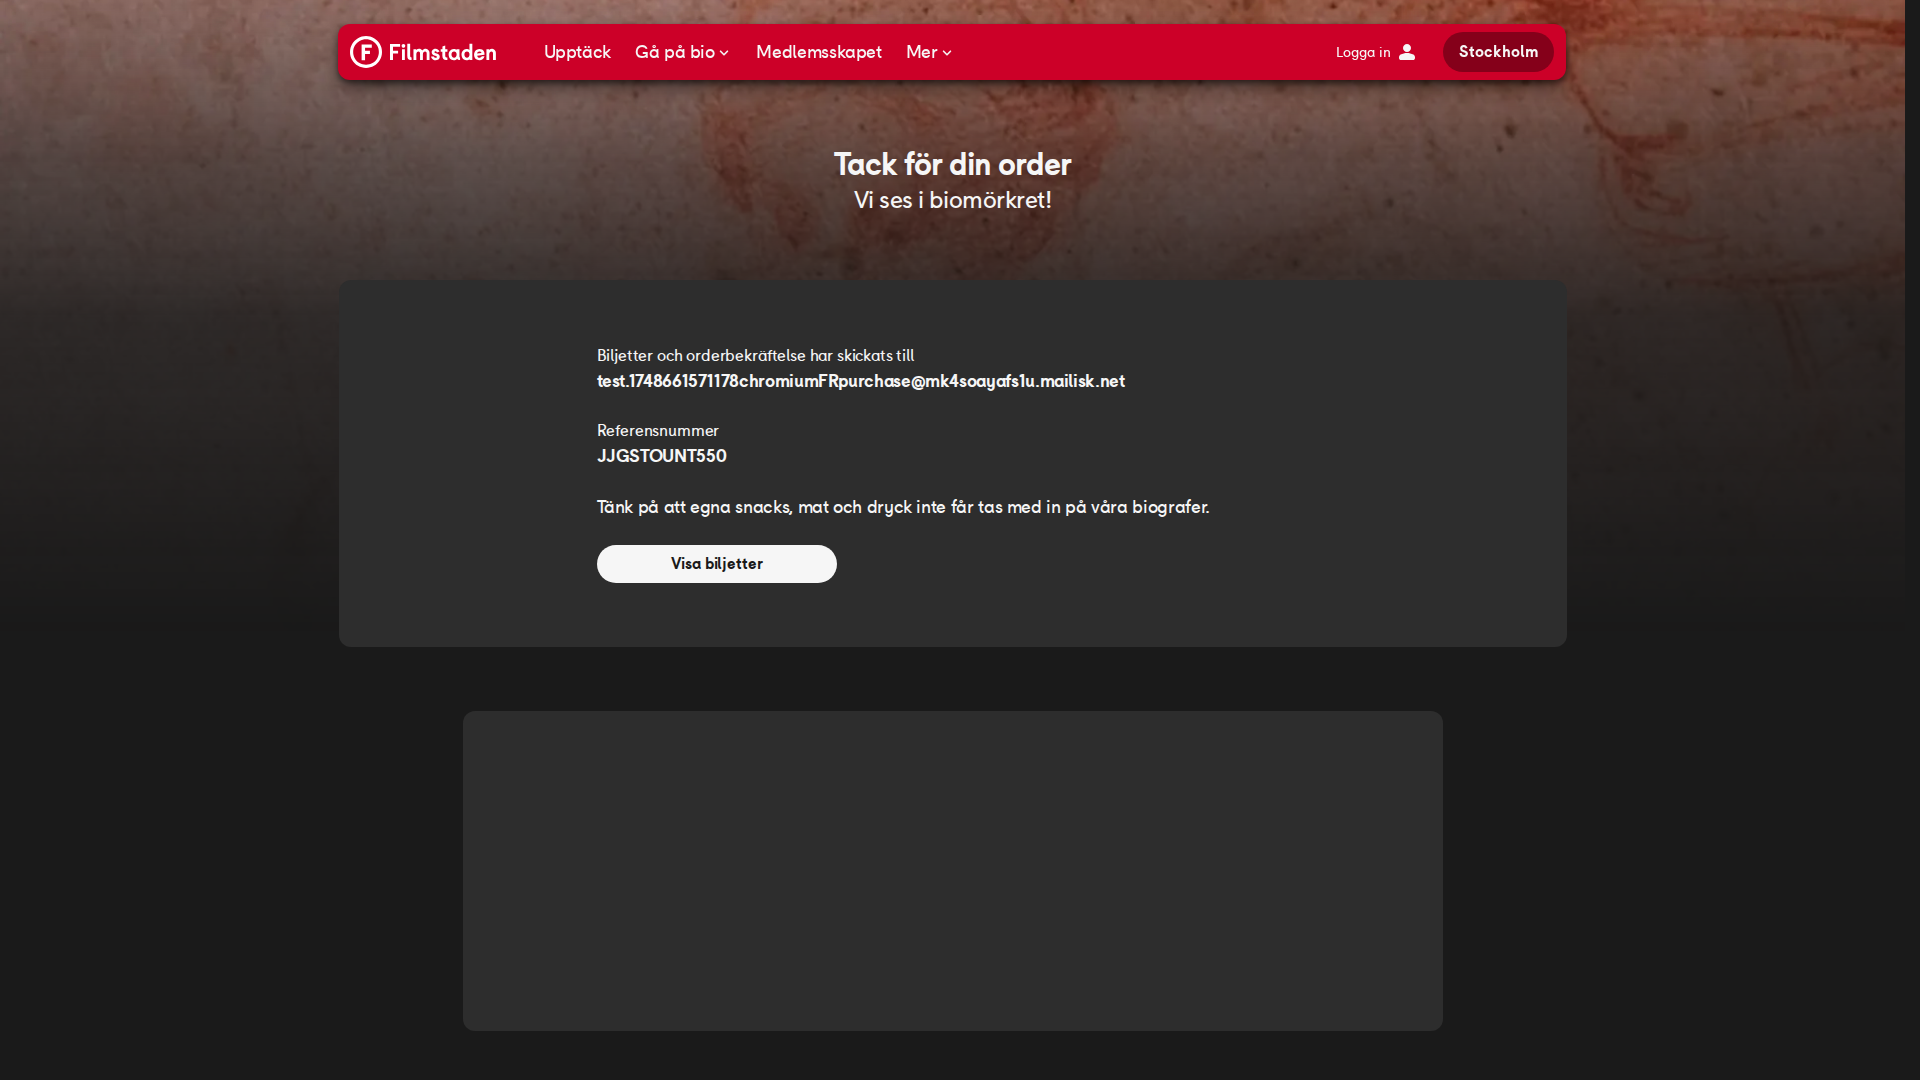 F Filmstaden
Upptäck
Gå på bio
Medlemsskapet
Mer
Logga in
Stockholm
Tack för din order
Vi ses i biomörkret!
Biljetter och orderbekräftelse har skickats till
test.1748661571178chromiumFRpurchase@mk4soayafs1u.mailisk.net
Referensnummer
JJGSTOUNT550
Tänk på att egna snacks, mat och dryck inte får tas med in på våra biografer.
Visa biljetter